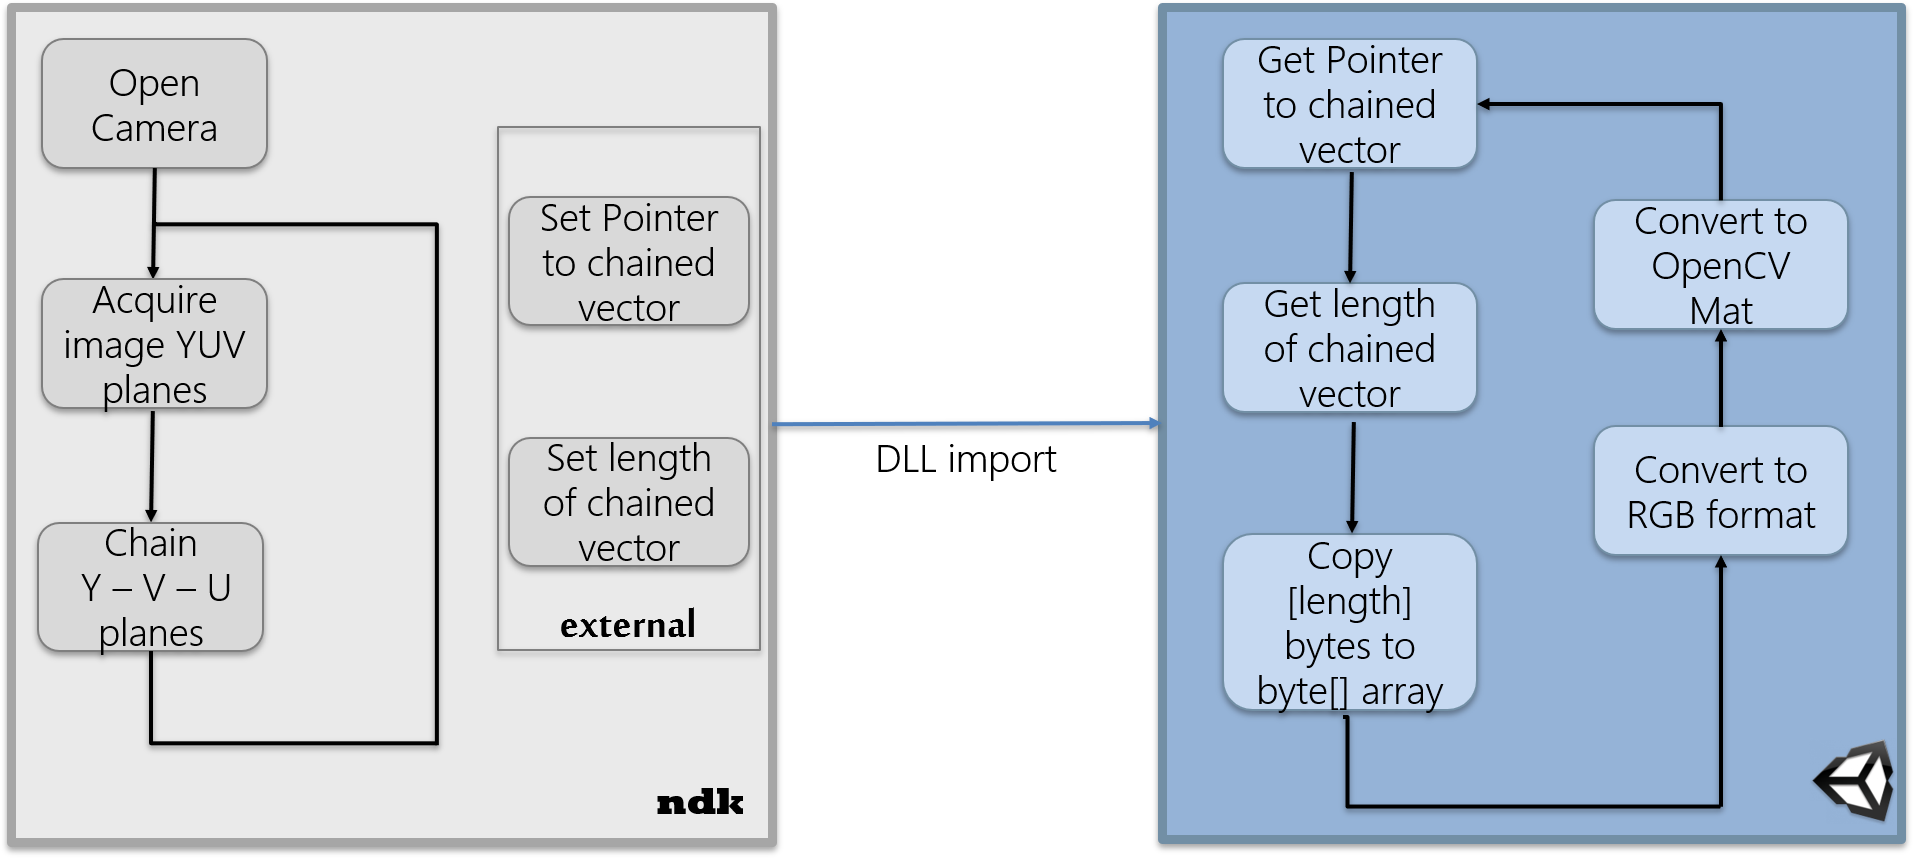 Open
Camera
Acquire
image YUV
planes
Chain
Y – V – U
planes
Set Pointer
to chained
vector
Set length
of chained
vector
external
ndk
DLL import
Get Pointer
to chained
vector
Get length
of chained
vector
Copy
[length]
bytes to
byte[] array
Convert to
RGB format
Convert to
OpenCV
Mat